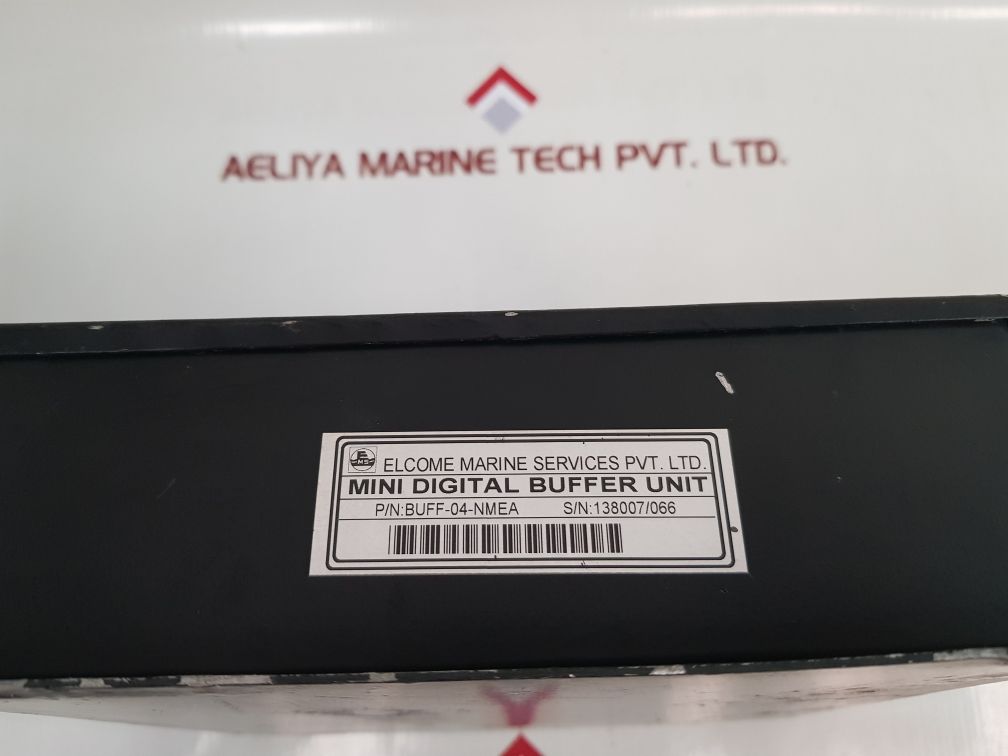 AELIYA MARINE TECH PVT. LTD.
EMS ELCOME MARINE SERVICES PVT. LTD.
MINI DIGITAL BUFFER UNIT
P/N:BUFF-04-NMEA S/N:138007/066